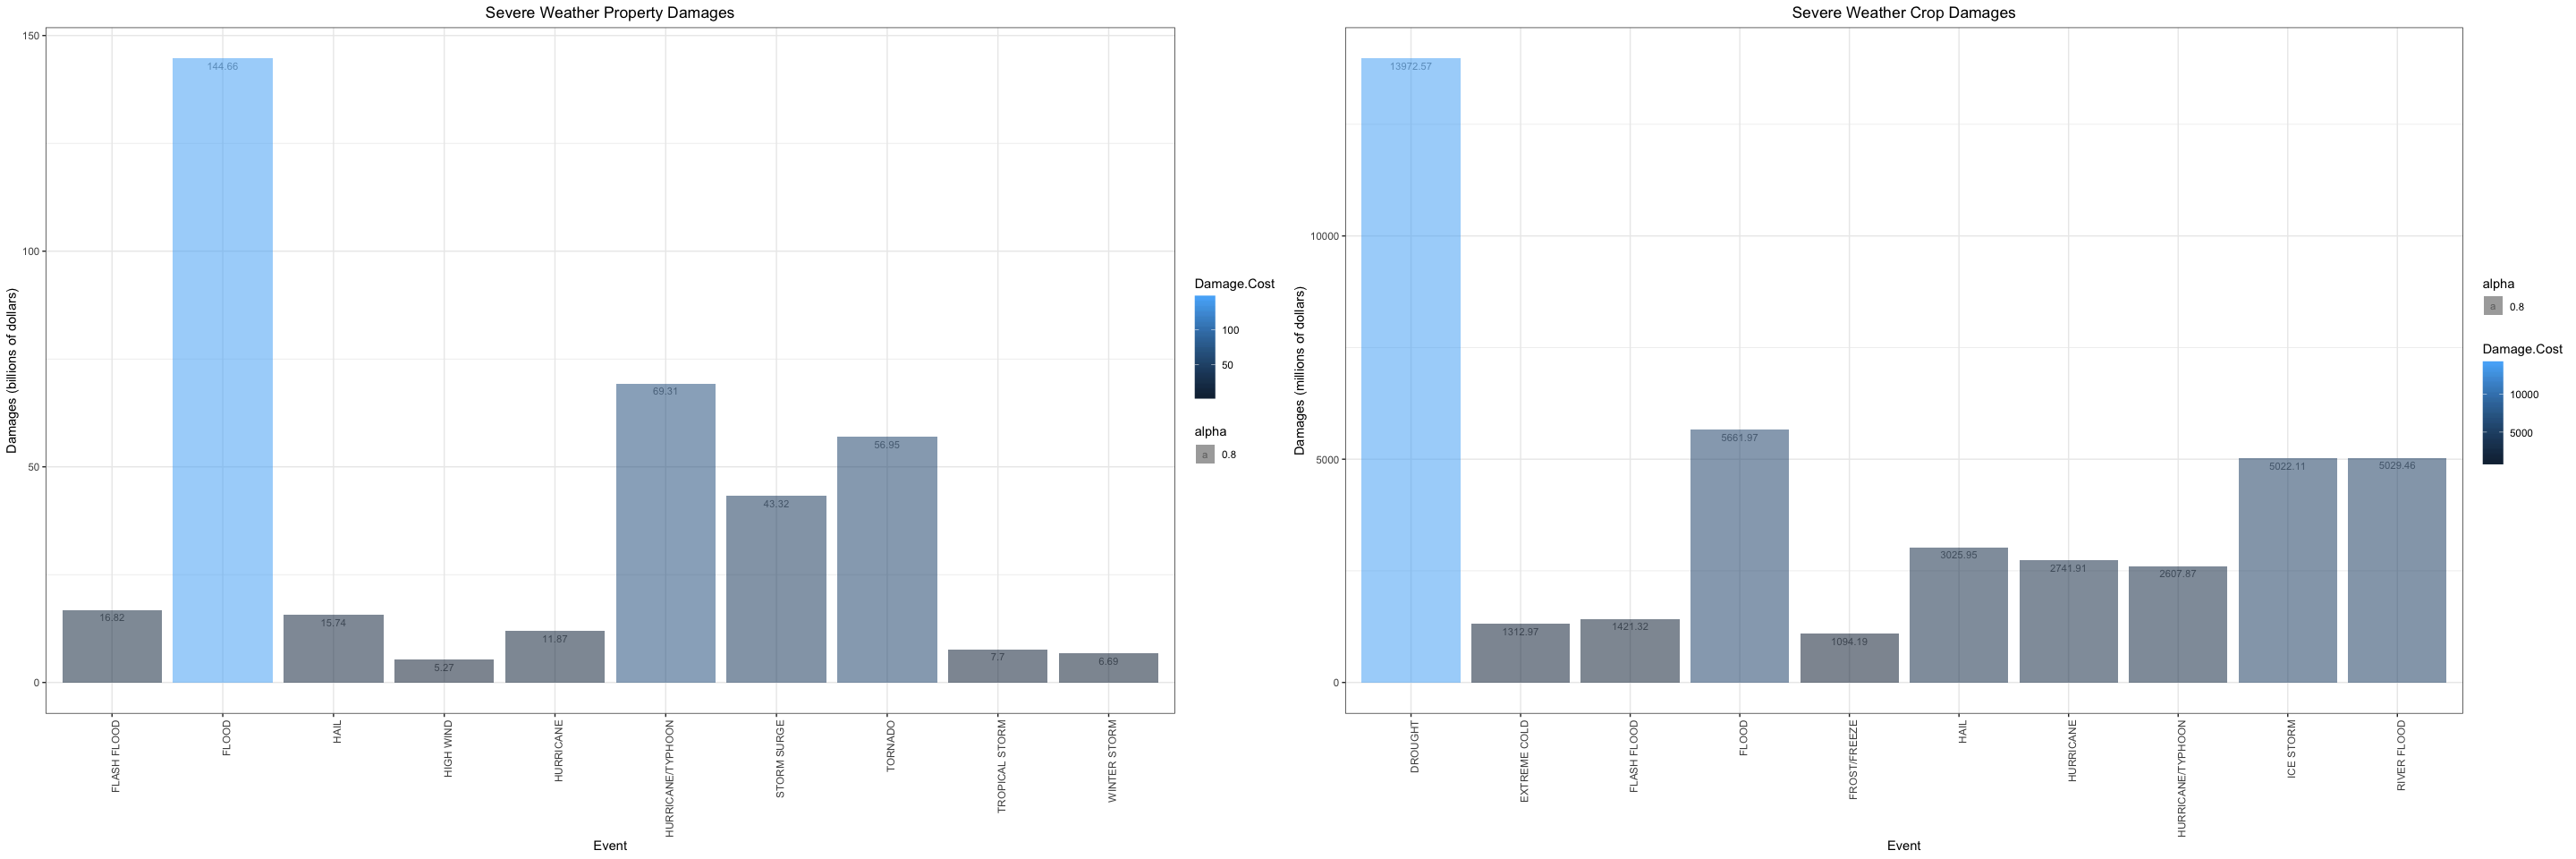 Severe Weather Property Damages
Damages (billions of dollars)
150
100
50
0
144.66
69.31
56.95
43.32
16.82
15.74
11.87
7.7
6.69
5.27
FLASH FLOOD
FLOOD
HAIL
HIGH WIND
HURRICANE
HURRICANE/TYPHOON
STORM SURGE
TORNADO
TROPICAL STORM
WINTER STORM
Event
Damage.Cost
100
50
alpha
a 0.8
Severe Weather Crop Damages
Damages (millions of dollars)
10000
5000
0
13972.57
1312.97
1421.32
5661.97
1094.19
3025.95
2741.91
2607.87
5022.11
5029.46
DROUGHT
EXTREME COLD
FLASH FLOOD
FLOOD
FROST/FREEZE
HAIL
HURRICANE
HURRICANE/TYPHOON
ICE STORM
RIVER FLOOD
Event
alpha
a 0.8
Damage.Cost
10000
5000